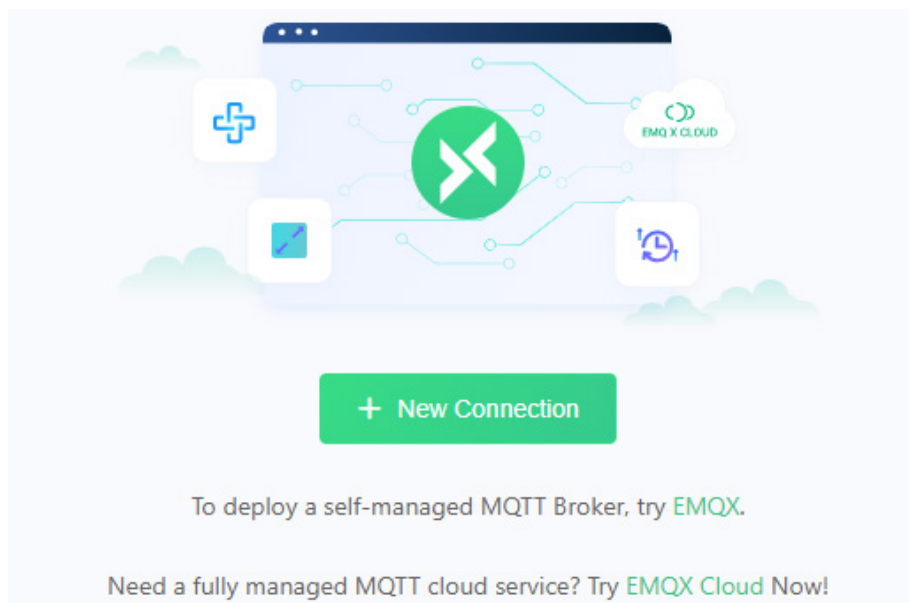 EMQ X CLOUD
+ New Connection
To deploy a self-managed MQTT Broker, try EMQX.
Need a fully managed MQTT cloud service? Try EMQX Cloud Now!